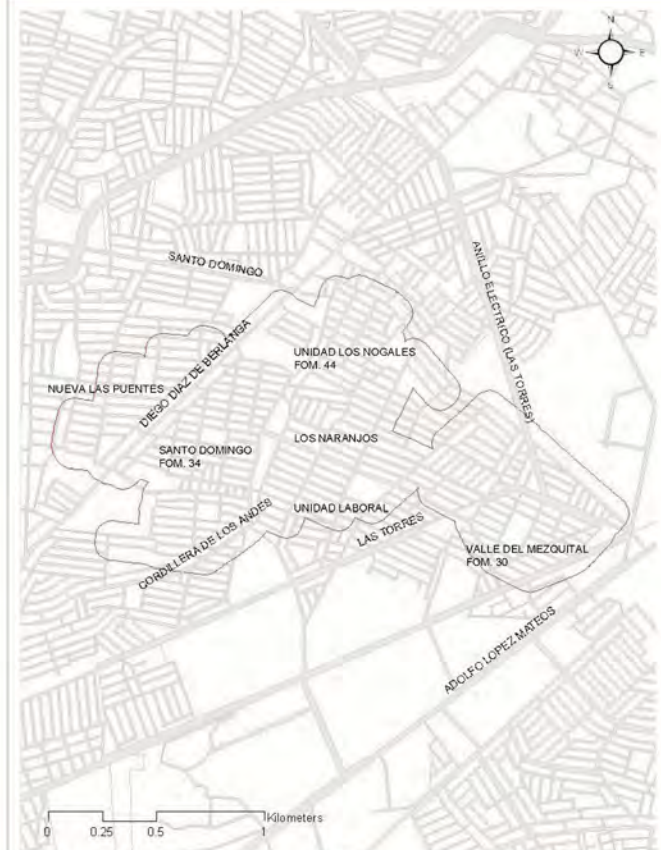 N
W E
S
SANTO DOMINGO
ANILLO ELECTRICO (LAS TORRES)
DIEGO DIAZ DE BERLANGA
UNIDAD LOS NOGALES
FOM. 44
NUEVA LAS PUENTES
LOS NARANJOS
SANTO DOMINGO
FOM. 34
UNIDAD LABORAL
CORDILLERA DE LOS ANDES
LAS TORRES
VALLE DEL MEZQUITAL
FOM. 30
ADOLFO LOPEZ MATEOS
Kilometers
0 0.25 0.5 1